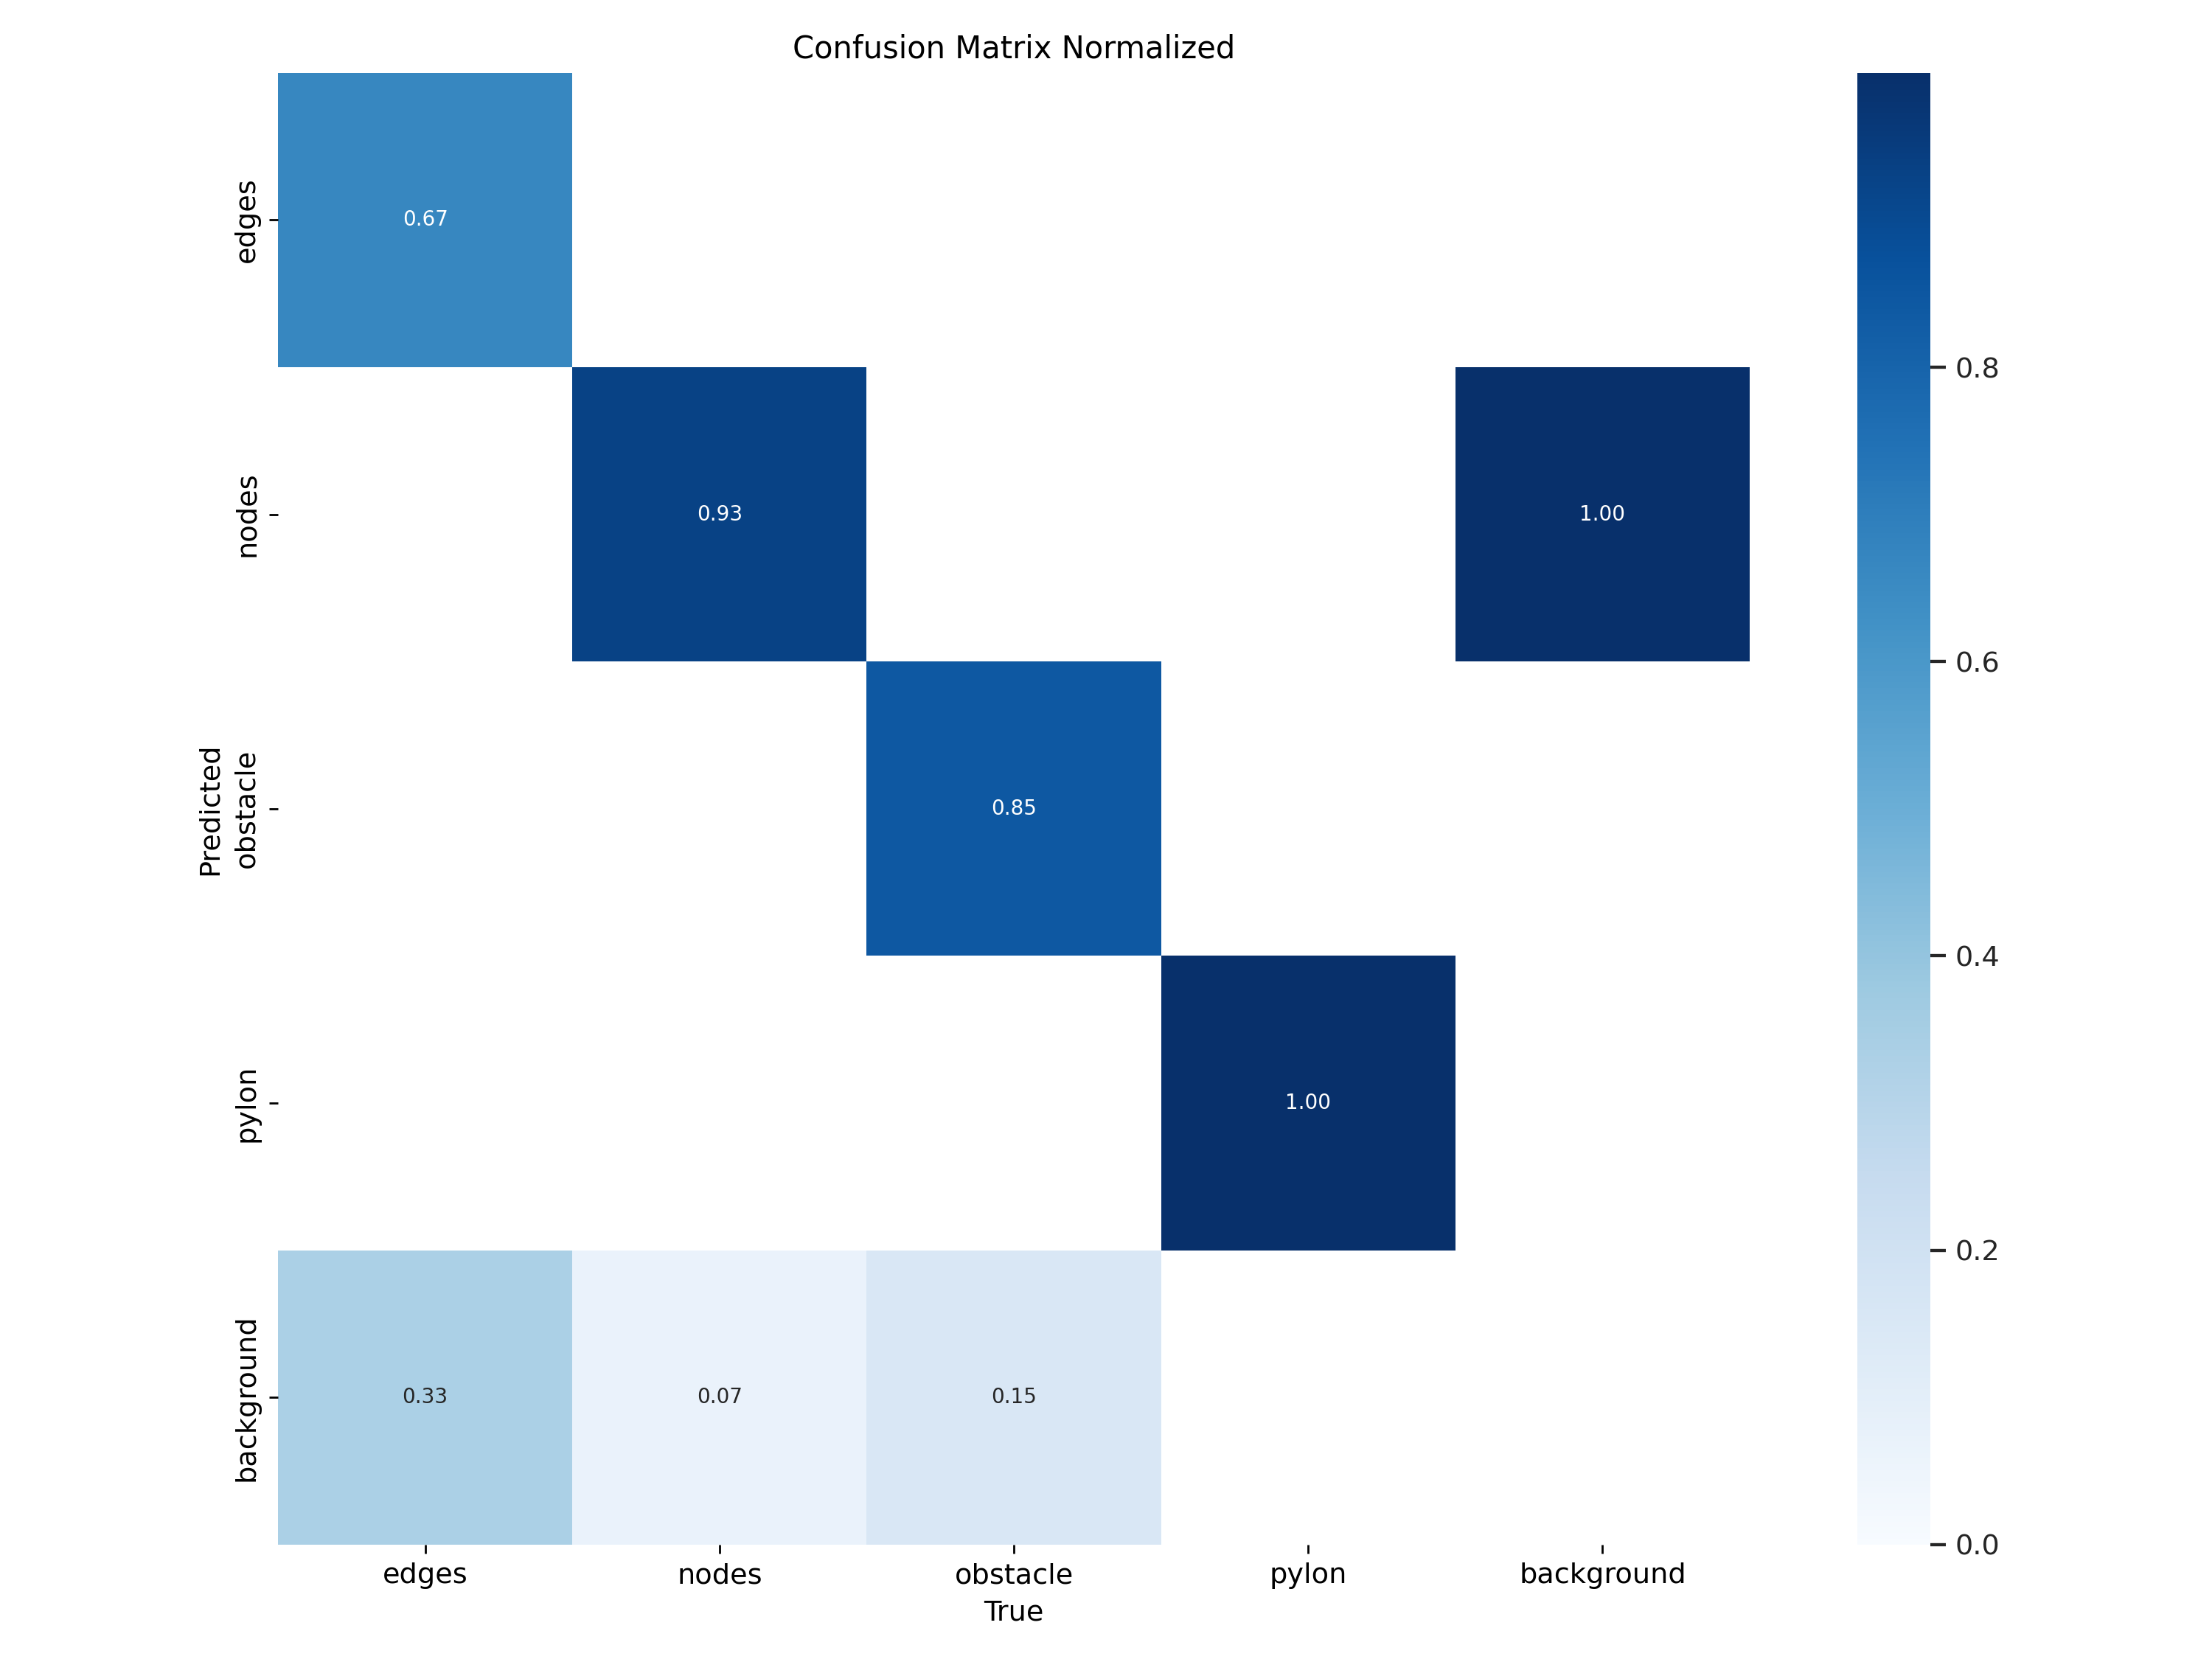 Confusion Matrix Normalized
edges
0.67
0.8
nodes
0.93
1.00
0.6
Predicted
obstacle
0.85
0.4
pylon
1.00
0.2
background
0.33
0.07
0.15
0.0
edges
nodes
obstacle
pylon
background
True